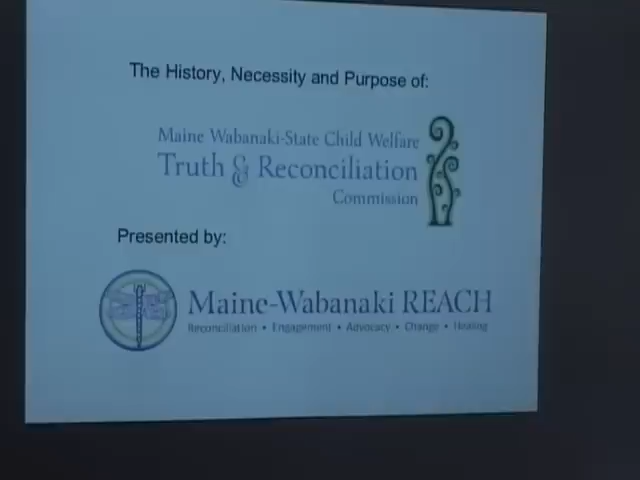 The History, Necessity and Purpose of:
Maine Wabanaki-State Child Welfare
Truth & Reconciliation
Commission
Presented by:
Maine-Wabanaki REACH
Reconciliation • Engagement • Advocacy • Change • Healing